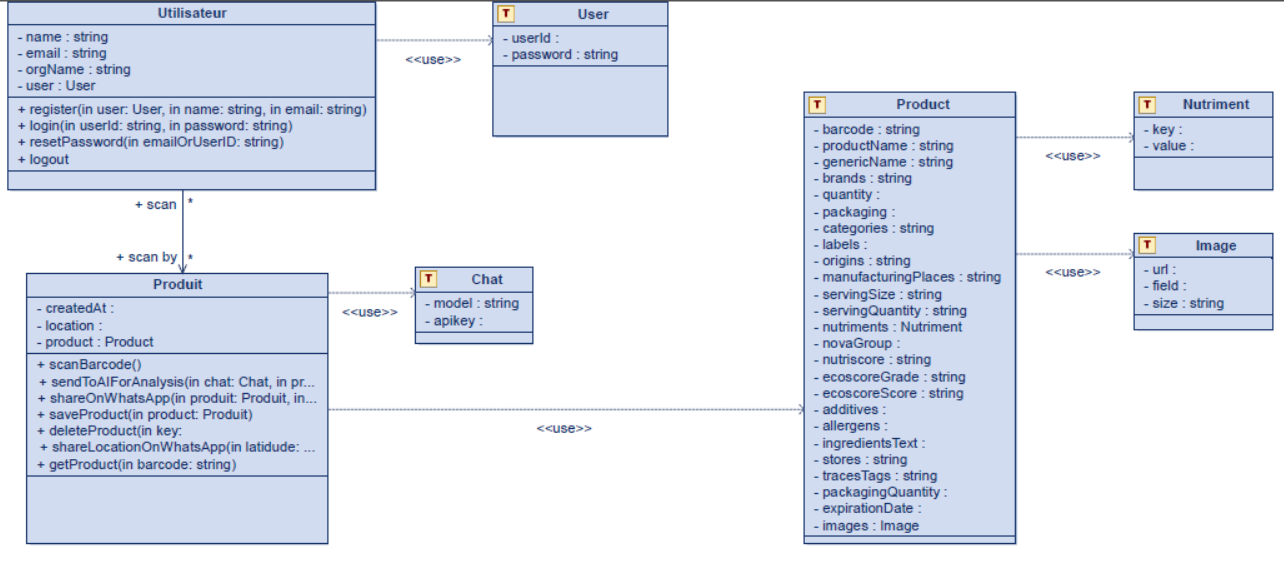 Utilisateur
- name : string
- email : string
- orgName : string
- user : User
+ register(in user: User, in name: string, in email: string)
+ login(in userId: string, in password: string)
+ resetPassword(in emailOrUserID: string)
+ logout
<<use>>
T User
- userId :
- password : string
+ scan *
+ scan by *
Produit
- createdAt :
- location :
- product : Product
+ scanBarcode()
+ sendToAIForAnalysis(in chat: Chat, in pr...
+ shareOnWhatsApp(in produit: Produit, in...
+ saveProduct(in product: Produit)
+ deleteProduct(in key:
+ shareLocationOnWhatsApp(in latidude: ...
+ getProduct(in barcode: string)
<<use>>
T Chat
- model : string
- apikey :
<<use>>
T Product
- barcode : string
- productName : string
- genericName : string
- brands : string
- quantity :
- packaging :
- categories : string
- labels :
- origins : string
- manufacturingPlaces : string
- servingSize : string
- servingQuantity : string
- nutriments : Nutriment
- novaGroup :
- nutriscore : string
- ecoscoreGrade : string
- ecoscoreScore : string
- additives :
- allergens :
- ingredientsText :
- stores : string
- tracesTags : string
- packagingQuantity :
- expirationDate :
- images : Image
<<use>>
T Nutriment
- key :
- value :
<<use>>
T Image
- url :
- field :
- size : string